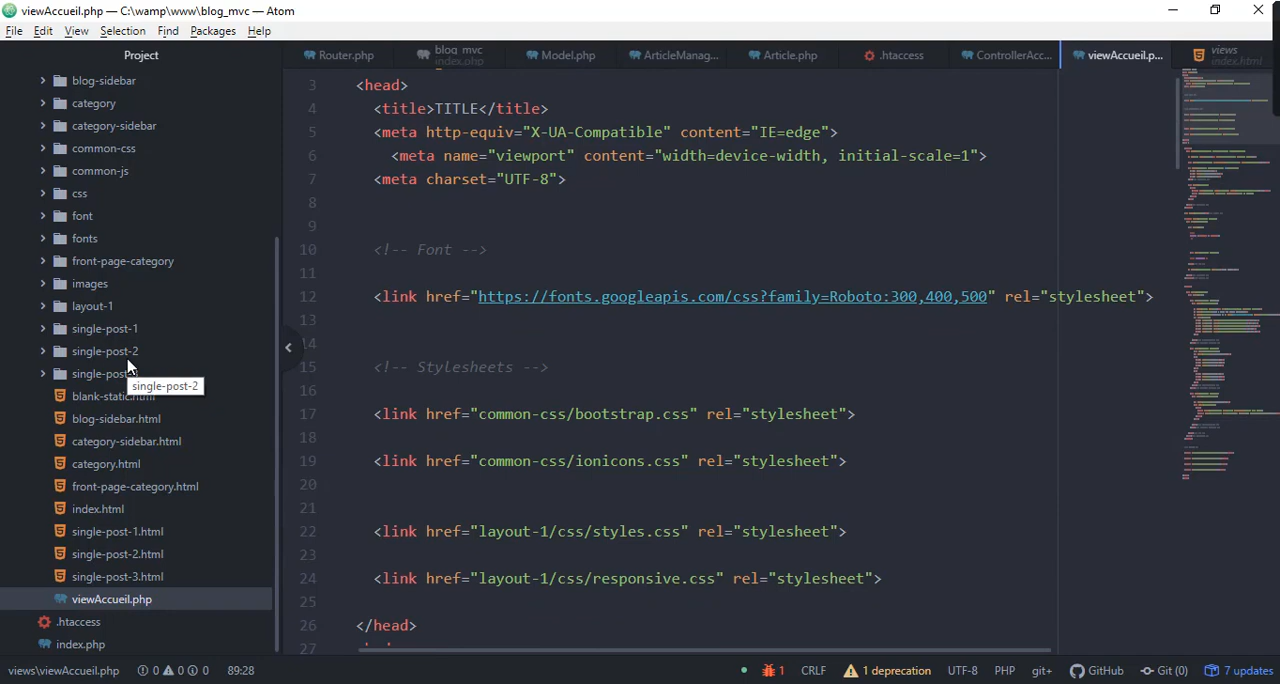 viewAccueil.php — C:\wamp\www\blog_mvc — Atom
File Edit View Selection Find Packages Help
Project
blog-sidebar
category
category-sidebar
common-css
common-js
css
font
fonts
front-page-category
images
layout-1
single-post-1
single-post-2
single-post
single-post-2
blank-static.html
blog-sidebar.html
category-sidebar.html
category.html
front-page-category.html
index.html
single-post-1.html
single-post-2.html
single-post-3.html
viewAccueil.php
.htaccess
index.php
Router.php
blog mvc
index.php
Model.php
ArticleManag...
Article.php
.htaccess
ControllerAcc...
viewAccueil.p...
views
index.html
3 <head>
4 <title>TITLE</title>
5 <meta http-equiv="X-UA-Compatible" content="IE=edge">
6 <meta name="viewport" content="width=device-width, initial-scale=1">
7 <meta charset="UTF-8">
8
9
10 <!-- Font -->
11
12 <link href="https://fonts.googleapis.com/css?family=Roboto:300,400,500" rel="stylesheet">
13
14
15 <!-- Stylesheets -->
16
17 <link href="common-css/bootstrap.css" rel="stylesheet">
18
19 <link href="common-css/ionicons.css" rel="stylesheet">
20
21
22 <link href="layout-1/css/styles.css" rel="stylesheet">
23
24 <link href="layout-1/css/responsive.css" rel="stylesheet">
25
26 </head>
27
views\viewAccueil.php 0 0 0 89:28
1 CRLF 1 deprecation UTF-8 PHP git+ GitHub Git (0) 7 updates